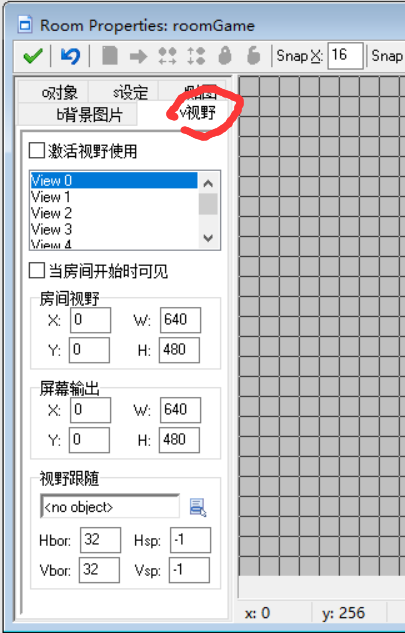 Room Properties: roomGame
Snap X: 16 Snap
o对象 s设定
b背景图片 v视野
激活视野使用
View 0
View 1
View 2
View 3
View 4
当房间开始时可见
房间视野
X: 0 W: 640
Y: 0 H: 480
屏幕输出
X: 0 W: 640
Y: 0 H: 480
视野跟随
<no object>
Hbor: 32 Hsp: -1
Vbor: 32 Vsp: -1
x: 0 y: 256